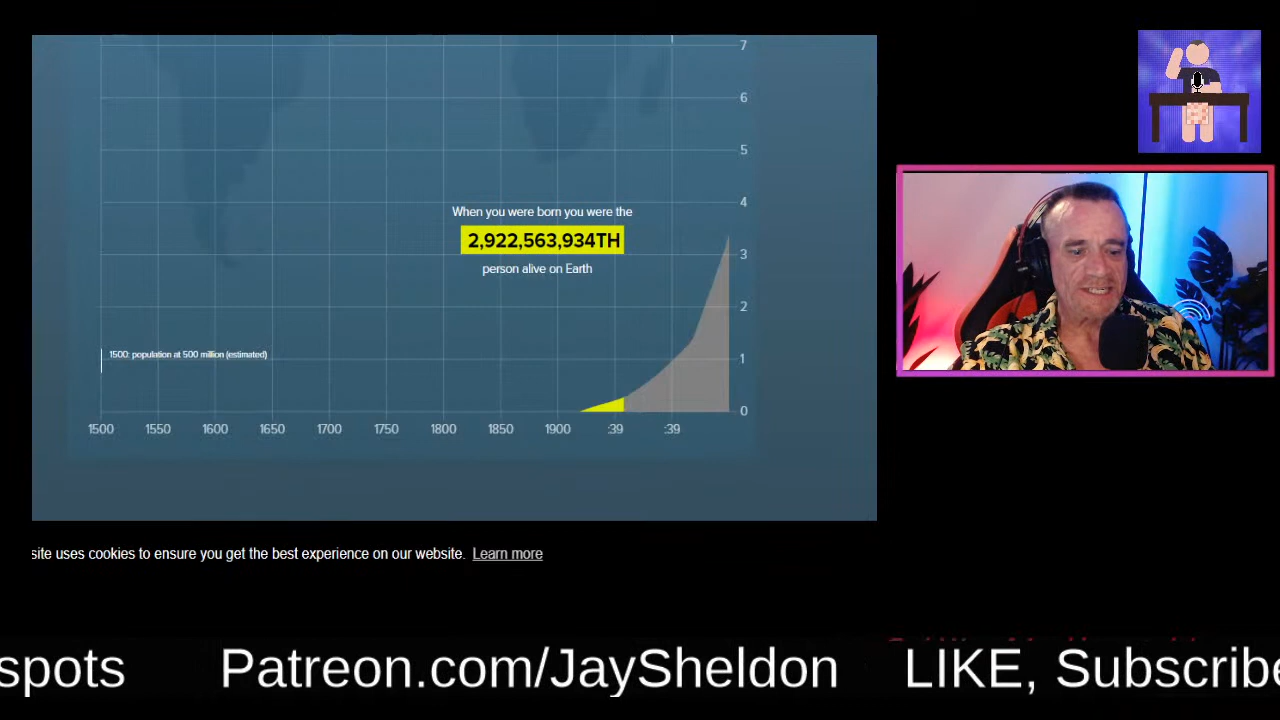 7
6
5
4
When you were born you were the
2,922,563,934TH
person alive on Earth
3
2
1500: population at 500 million (estimated)
1
0
1500 1550 1600 1650 1700 1750 1800 1850 1900 :39 :39
site uses cookies to ensure you get the best experience on our website. Learn more
spots Patreon.com/JaySheldon LIKE, Subscribe